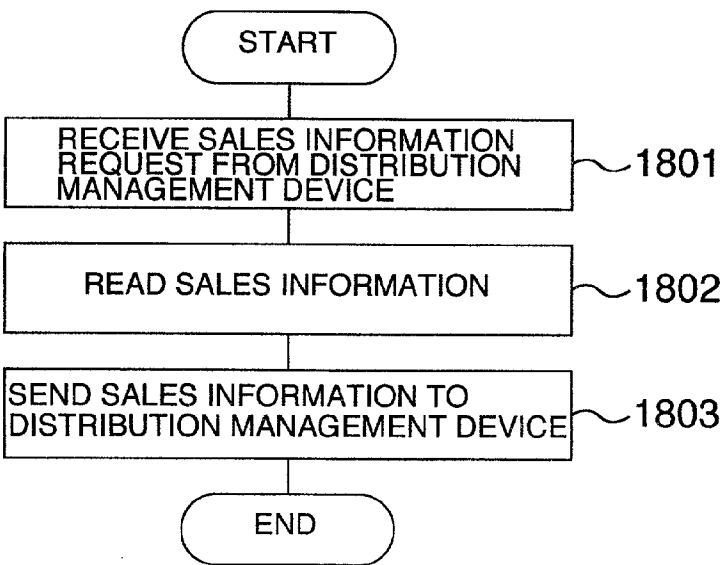 START
RECEIVE SALES INFORMATION
REQUEST FROM DISTRIBUTION
MANAGEMENT DEVICE
1801
READ SALES INFORMATION
1802
SEND SALES INFORMATION TO
DISTRIBUTION MANAGEMENT DEVICE
1803
END